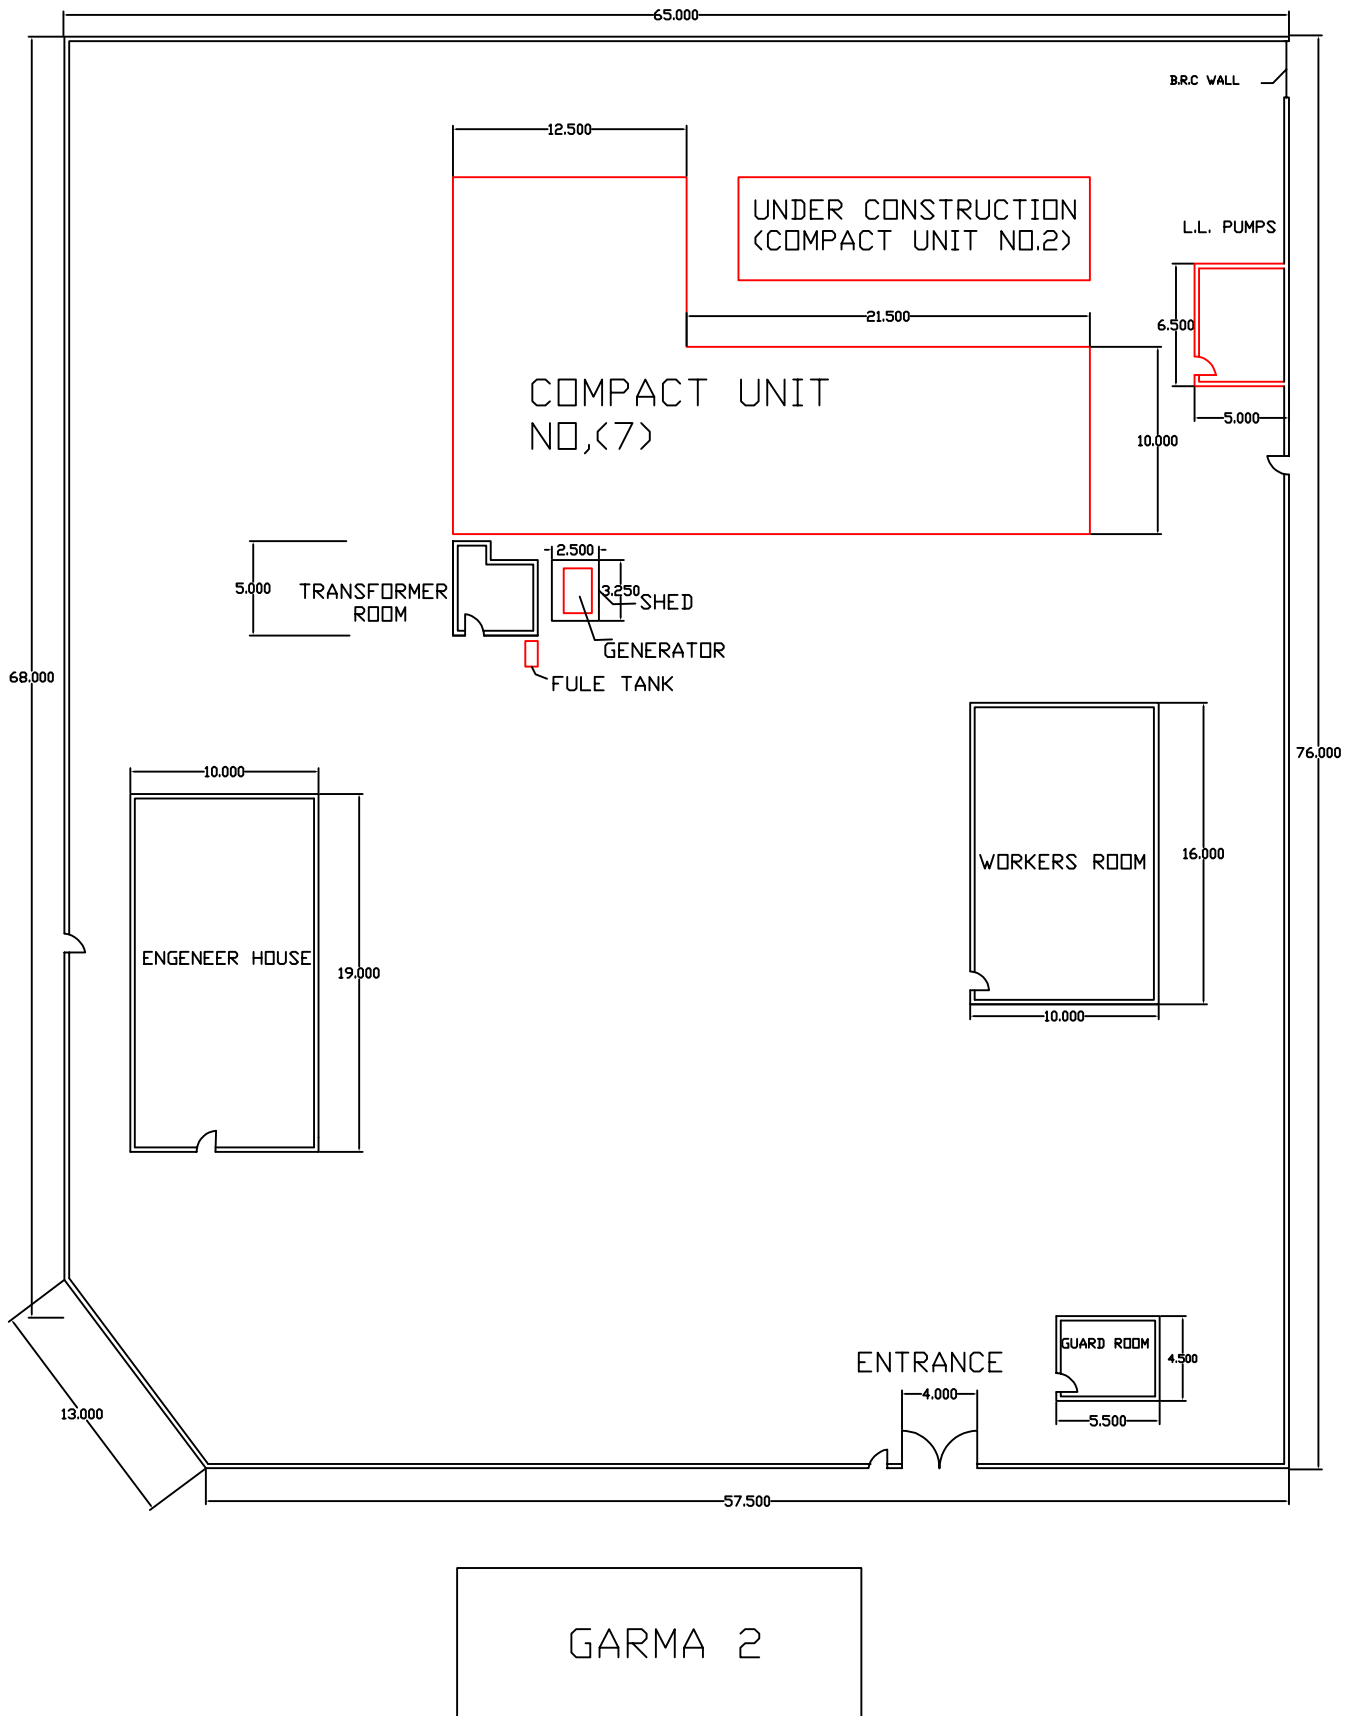 65.000
B.R.C WALL
12.500
UNDER CONSTRUCTION
(COMPACT UNIT NO.2)
L.L. PUMPS
21.500
6.500
COMPACT UNIT
NO,(7)
5.000
10.000
2.500
5.000
TRANSFORMER
ROOM
3.250
SHED
GENERATOR
FULE TANK
68.000
76.000
10.000
WORKERS ROOM
16.000
ENGENEER HOUSE
19.000
10.000
GUARD ROOM
4.500
ENTRANCE
4.000
13.000
5.500
57.500
GARMA 2